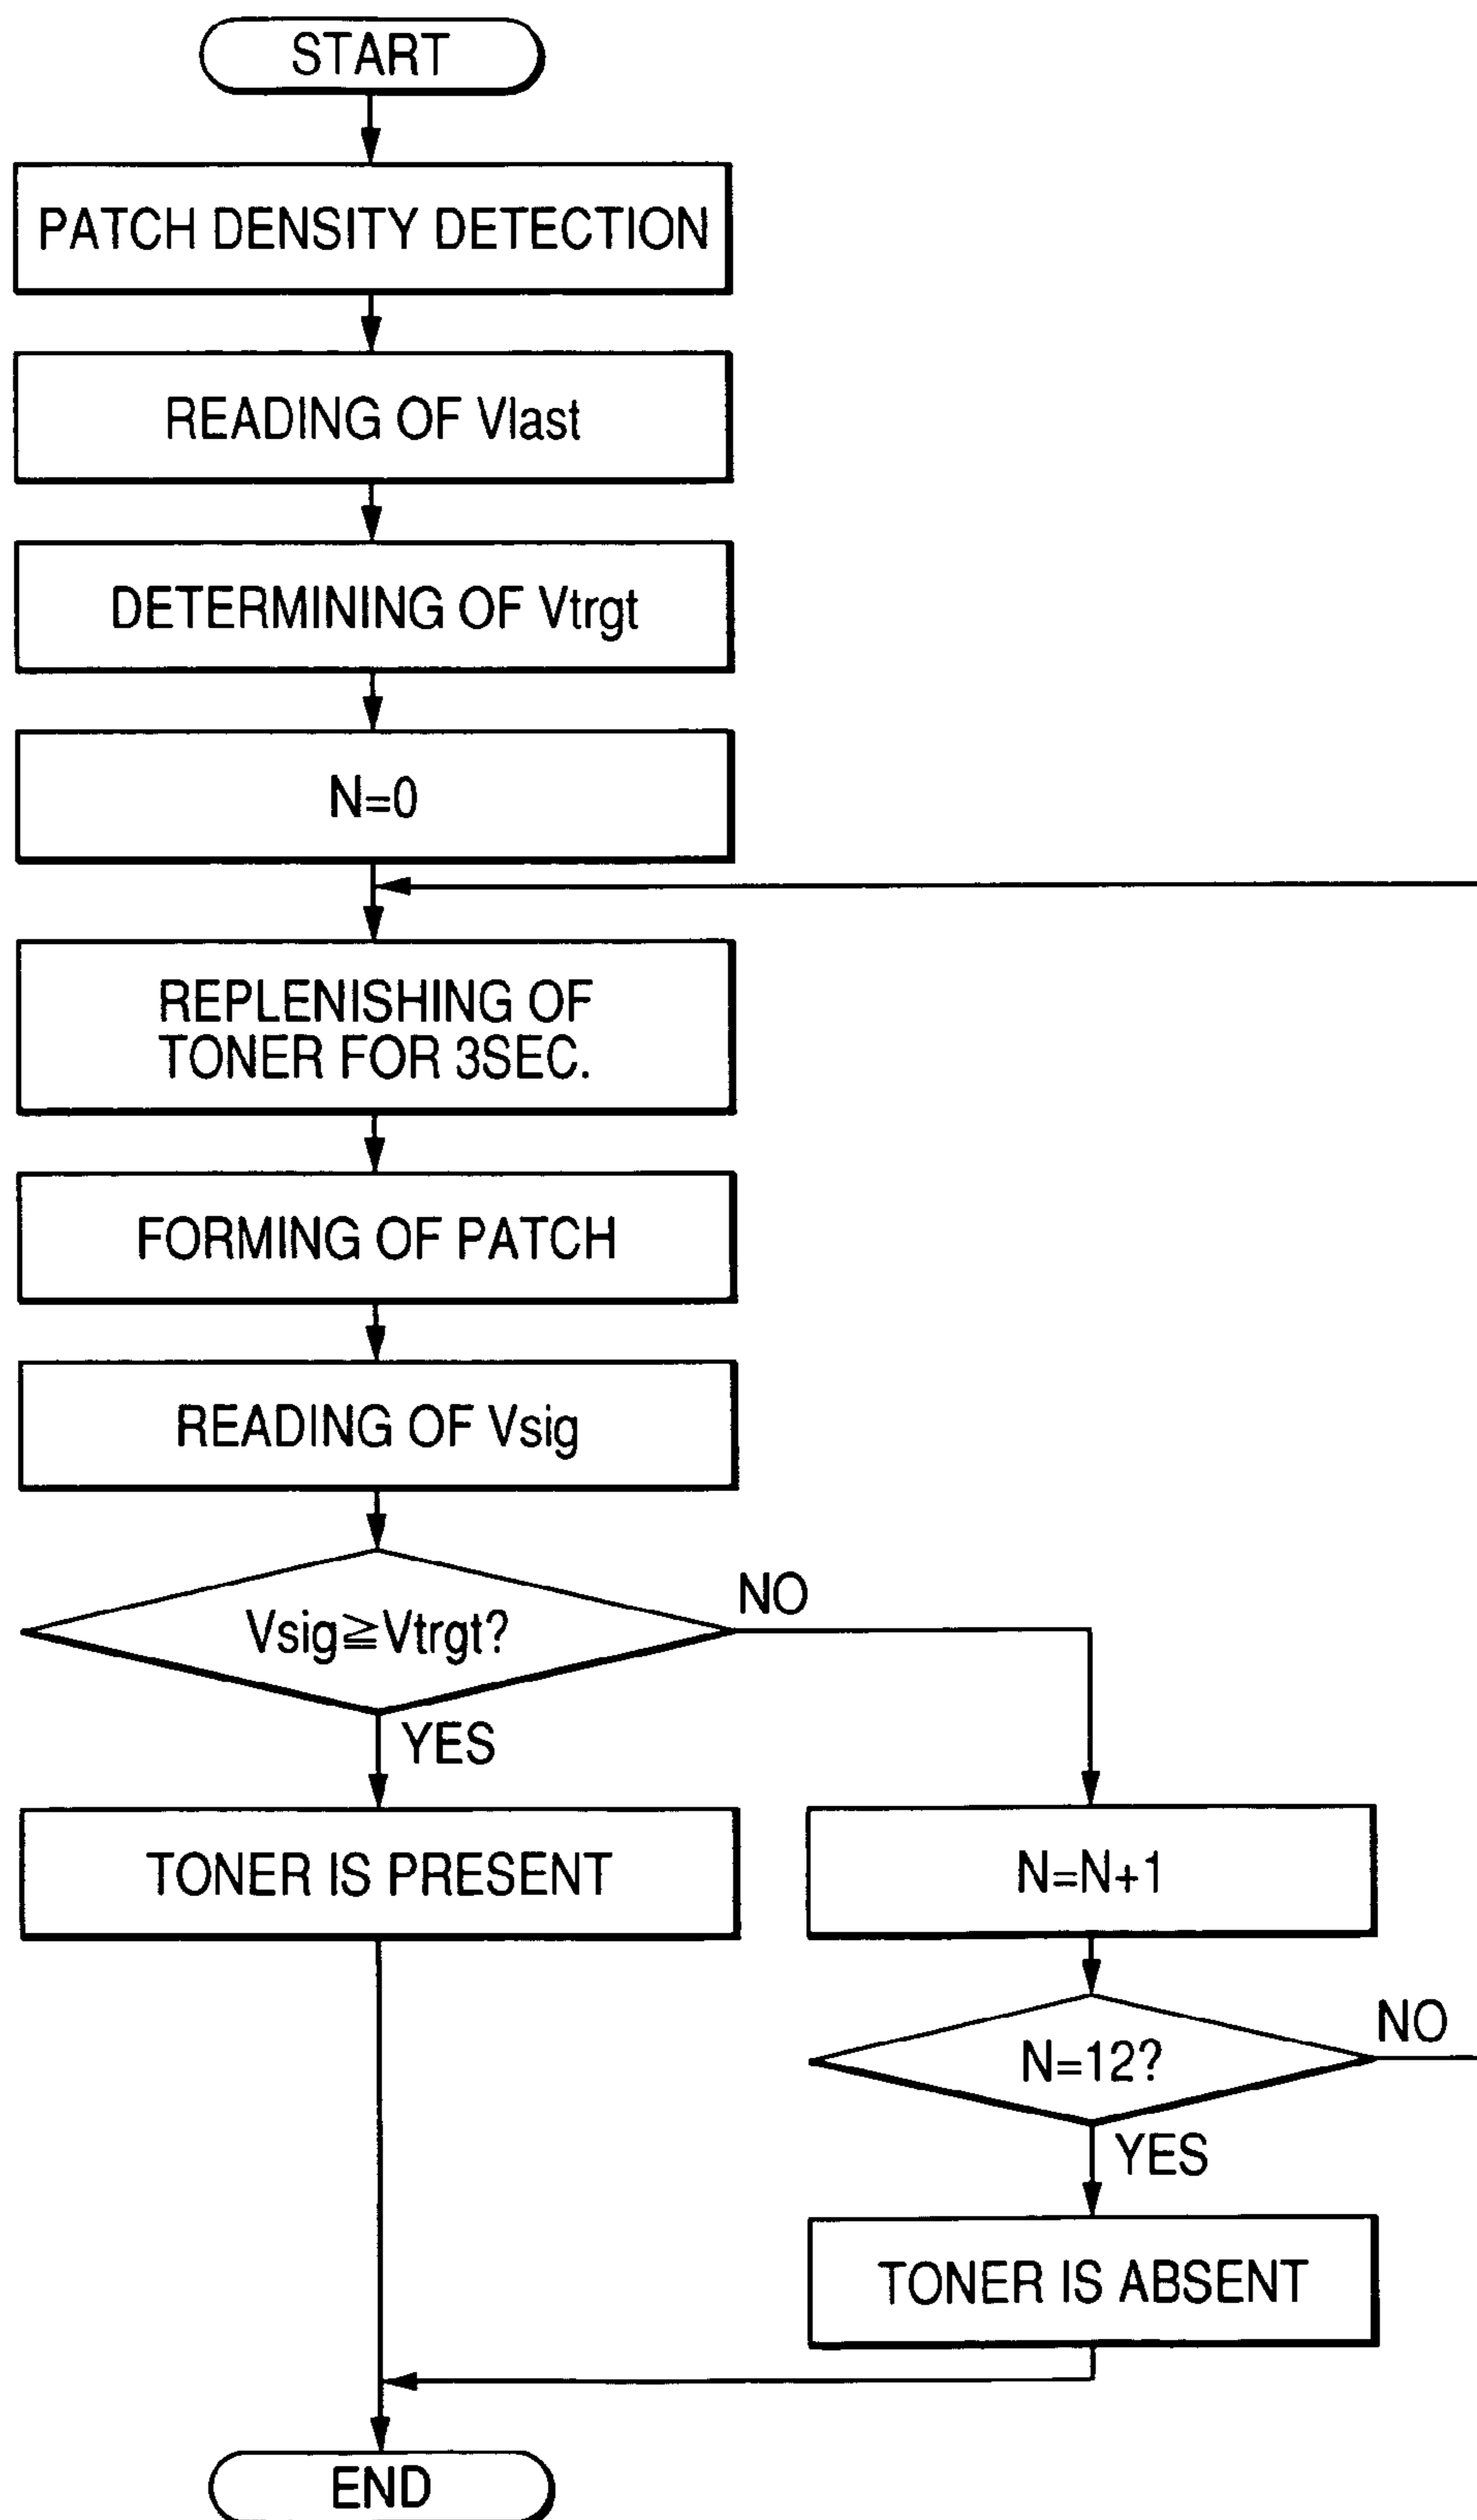 START
PATCH DENSITY DETECTION
READING OF Vlast
DETERMINING OF Vtrgt
N=0
REPLENISHING OF
TONER FOR 3SEC.
FORMING OF PATCH
READING OF Vsig
Vsig≧Vtrgt?
NO
YES
TONER IS PRESENT
N=N+1
N=12?
NO
YES
TONER IS ABSENT
END